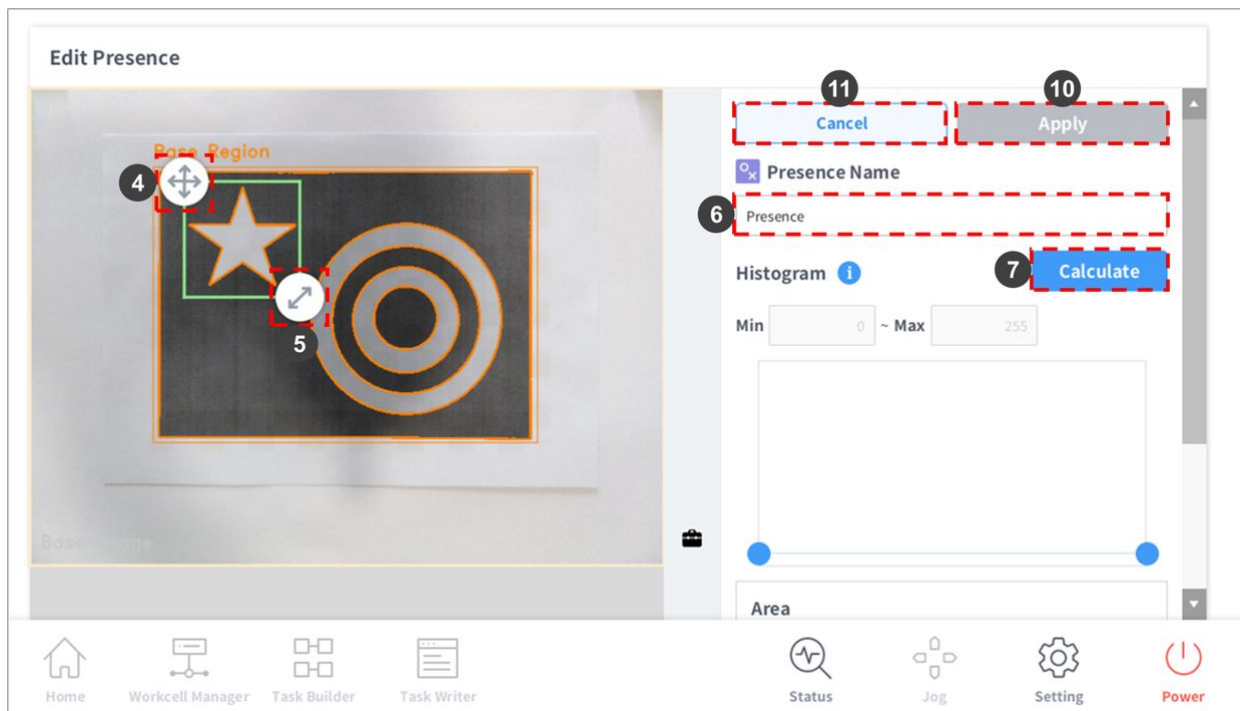 Edit Presence
11
10
Cancel
Apply
Base Region
4
Presence Name
6
Presence
Histogram
i
7
Calculate
Min
0
~ Max
255
5
Base
Area
Home
Workcell Manager
Task Builder
Task Writer
Status
Jog
Setting
Power